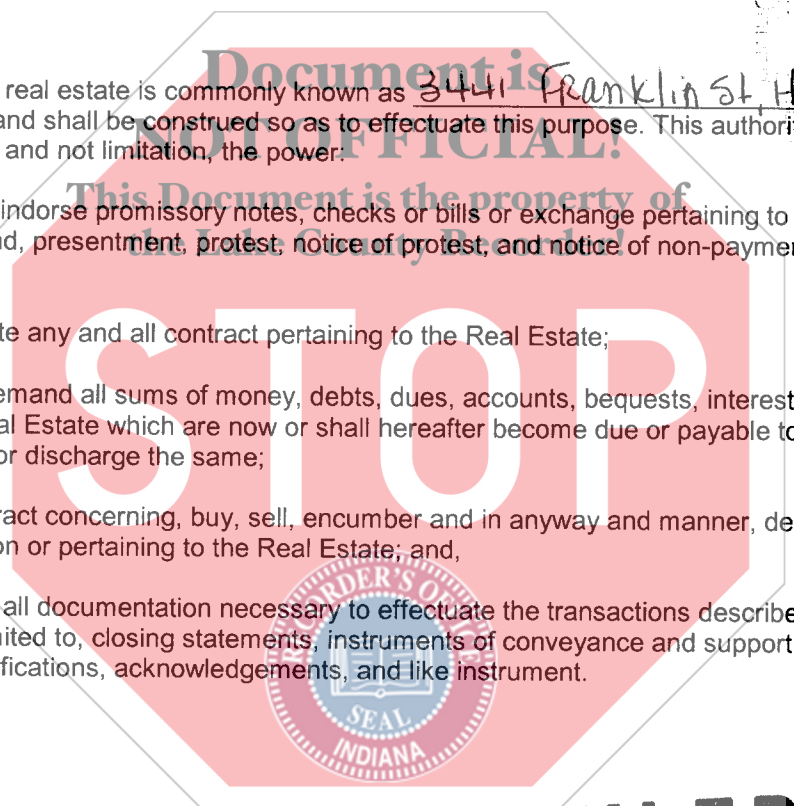 Document is
real estate is commonly known as 3441 Franklin St, H
and shall be construed so as to effectuate this purpose. This authori
NOT OFFICIAL!
and not limitation, the power:
This Document is the property of
indorse promissory notes, checks or bills or exchange pertaining to
nd, presentment, protest, notice of protest, and notice of non-paymen
the Lake County Recorder!
te any and all contract pertaining to the Real Estate;
emand all sums of money, debts, dues, accounts, bequests, interest
al Estate which are now or shall hereafter become due or payable to
or discharge the same;
STOP
ract concerning, buy, sell, encumber and in anyway and manner, de
on or pertaining to the Real Estate; and,
all documentation necessary to effectuate the transactions describe
nited to, closing statements, instruments of conveyance and support
ifications, acknowledgements, and like instrument.
RECORDER'S OFFICE
SEAL
INDIANA